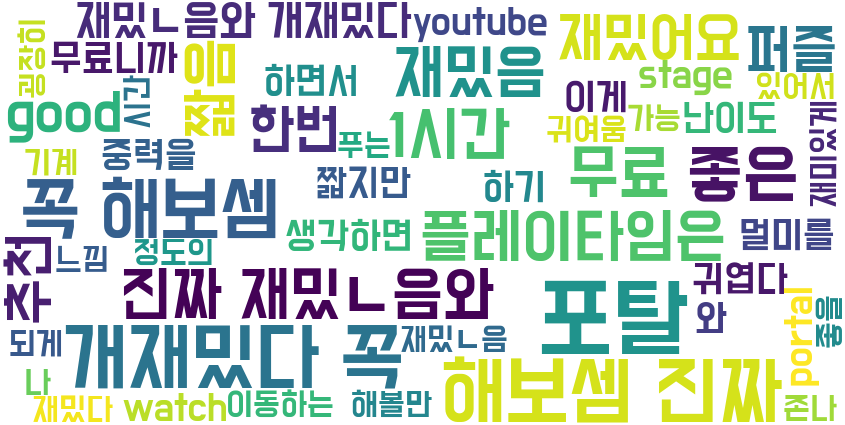 재밌ㄴ음와 개재밌다
youtube
재밌어요
퍼즐
굉장히
무료니까
짧음
하면서
재밌음
stage
있어서
이게
good
시간
한번
1시간
귀여움
가능
난이도
재미있게
푸는
중력을
기계
꼭 해보셈
짧지만
하기
무료
좋은
생각하면
플레이타임은
멀미를
추천
느낌
정도의
진짜 재밌ㄴ음와
포탈
귀엽다
와
portal
좋을
되게
개재밌다 꼭
재밌ㄴ음
해보셈 진짜
나
재밌다
watch
이동하는
해볼만
존나